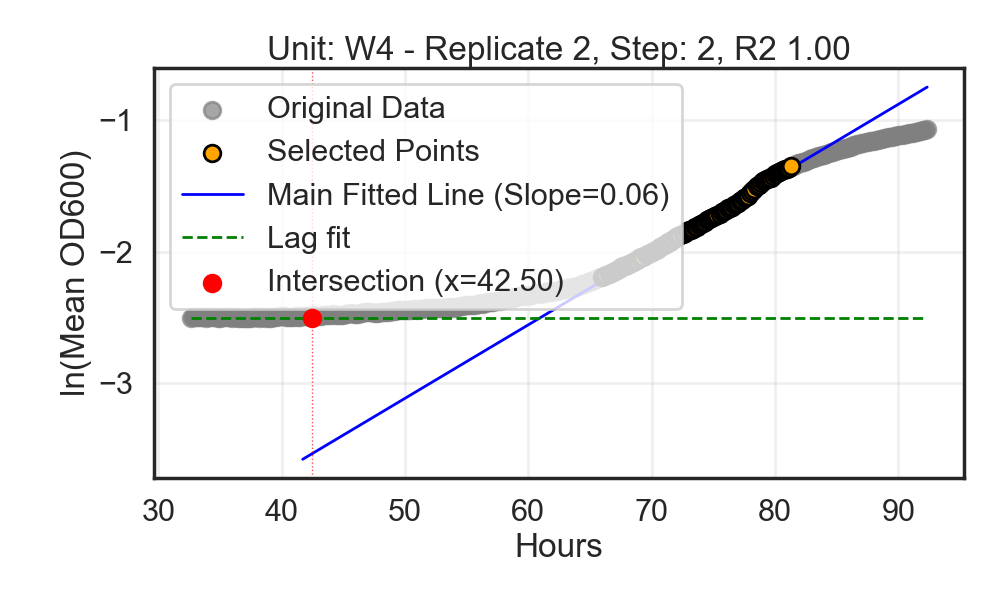 Unit: W4 - Replicate 2, Step: 2, R2 1.00
Original Data
Selected Points
Main Fitted Line (Slope=0.06)
Lag fit
Intersection (x=42.50)
ln(Mean OD600)
−1
−2
−3
30 40 50 60 70 80 90
Hours